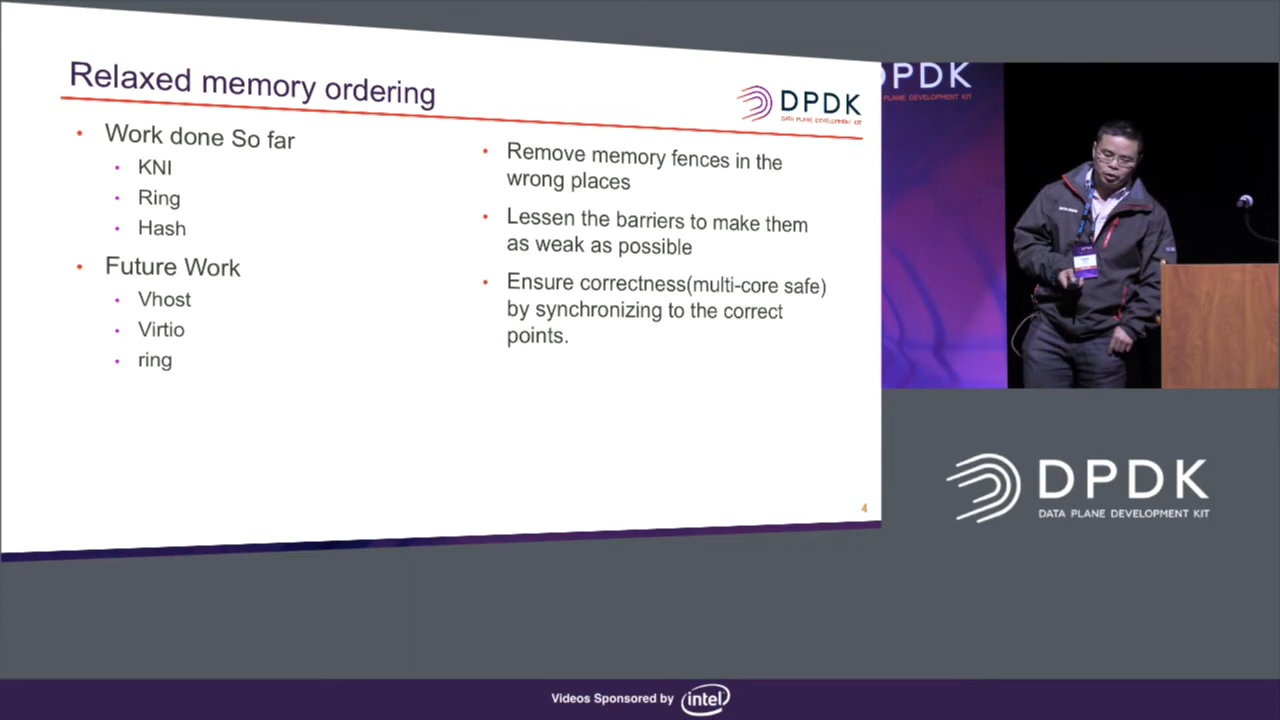 Relaxed memory ordering
DPDK
DATA PLANE DEVELOPMENT KIT
• Work done So far
• KNI
• Ring
• Hash
• Future Work
• Vhost
• Virtio
• ring
• Remove memory fences in the
wrong places
• Lessen the barriers to make them
as weak as possible
• Ensure correctness(multi-core safe)
by synchronizing to the correct
points.
4
DPDK
PLANE DEVELOPMENT KIT
DPDK
DATA PLANE DEVELOPMENT KIT
Videos Sponsored by intel